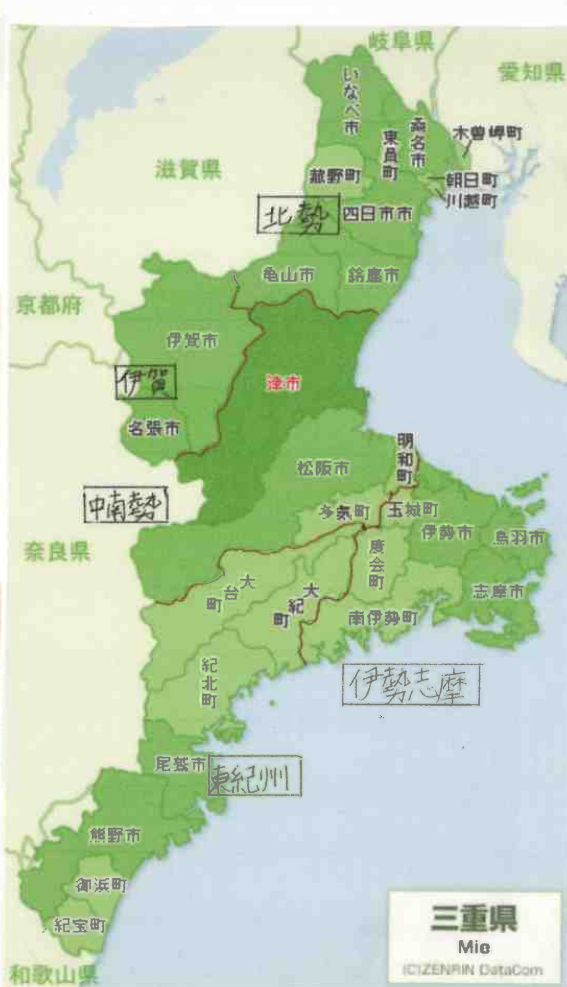 岐阜県
愛知県
いなべ市
桑名市
木曽岬町
東員町
滋賀県
菰野町
朝日町
川越町
北勢
四日市市
亀山市
鈴鹿市
京都府
伊賀市
伊賀
津市
名張市
松阪市
明和町
中南勢
多気町
玉城町
伊勢市
鳥羽市
奈良県
度会町
大台町
大紀町
志摩市
南伊勢町
紀北町
伊勢志摩
尾鷲市
東紀州
熊野市
御浜町
紀宝町
三重県
Mie
(C)ZENRIN DataCom
和歌山県